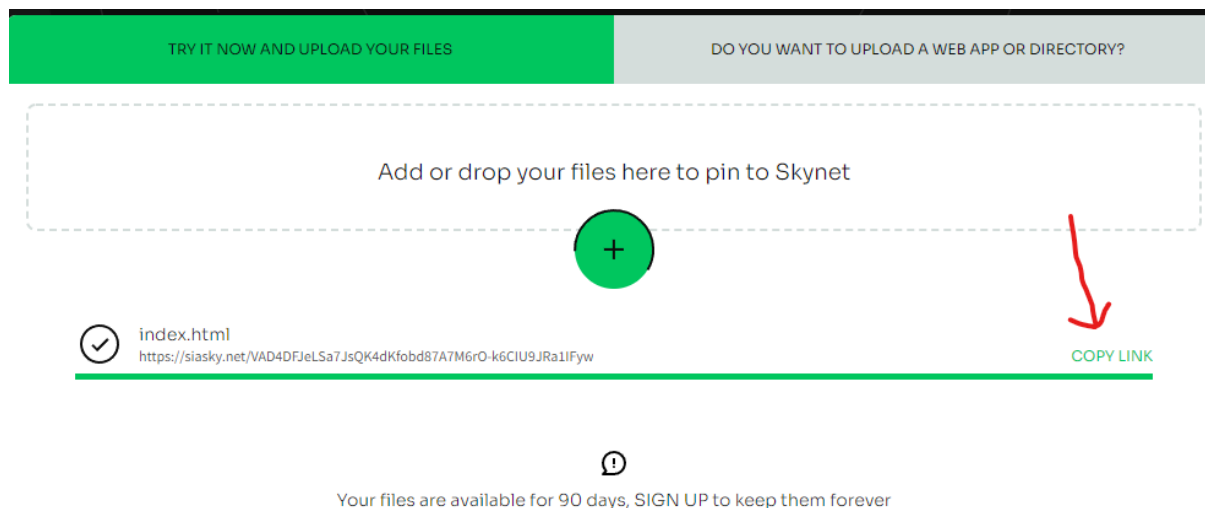 TRY IT NOW AND UPLOAD YOUR FILES
DO YOU WANT TO UPLOAD A WEB APP OR DIRECTORY?
Add or drop your files here to pin to Skynet
+
index.html
https://siasky.net/VAD4DFJeLSa7JsQK4dKfobd87A7M6rO-k6CIU9JRa1IFyw
COPY LINK
Your files are available for 90 days, SIGN UP to keep them forever